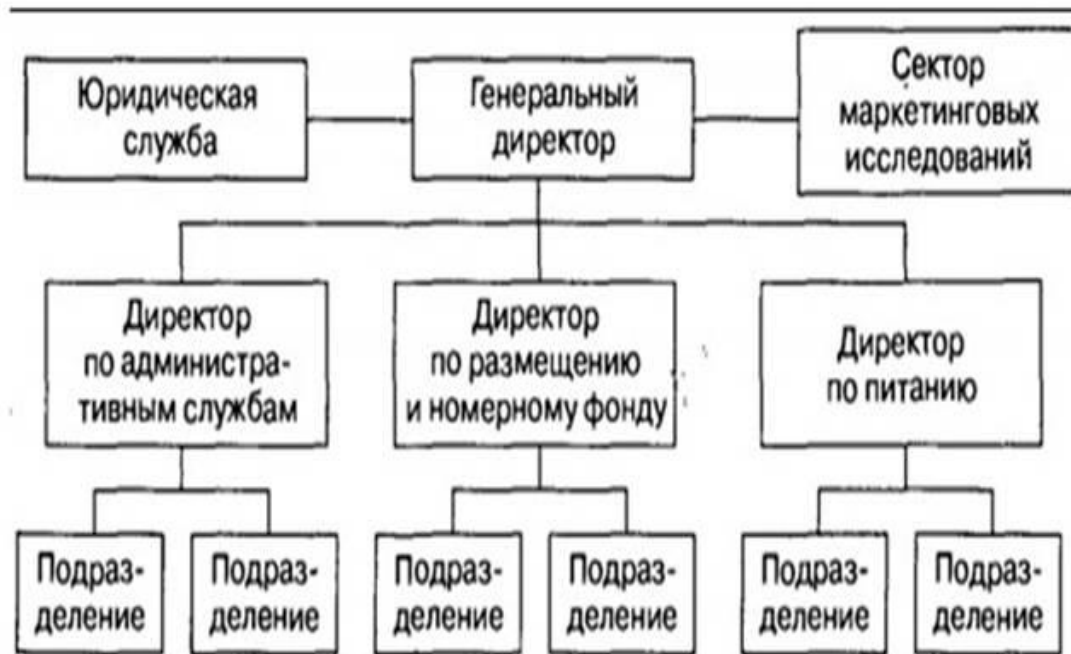 Юридическая
служба
Генеральный
директор
Сектор
маркетинговых
исследований
Директор
по администра-
тивным службам
Директор
по размещению
и номерному фонду
Директор
по питанию
Подраз-
деление
Подраз-
деление
Подраз-
деление
Подраз-
деление
Подраз-
деление
Подраз-
деление